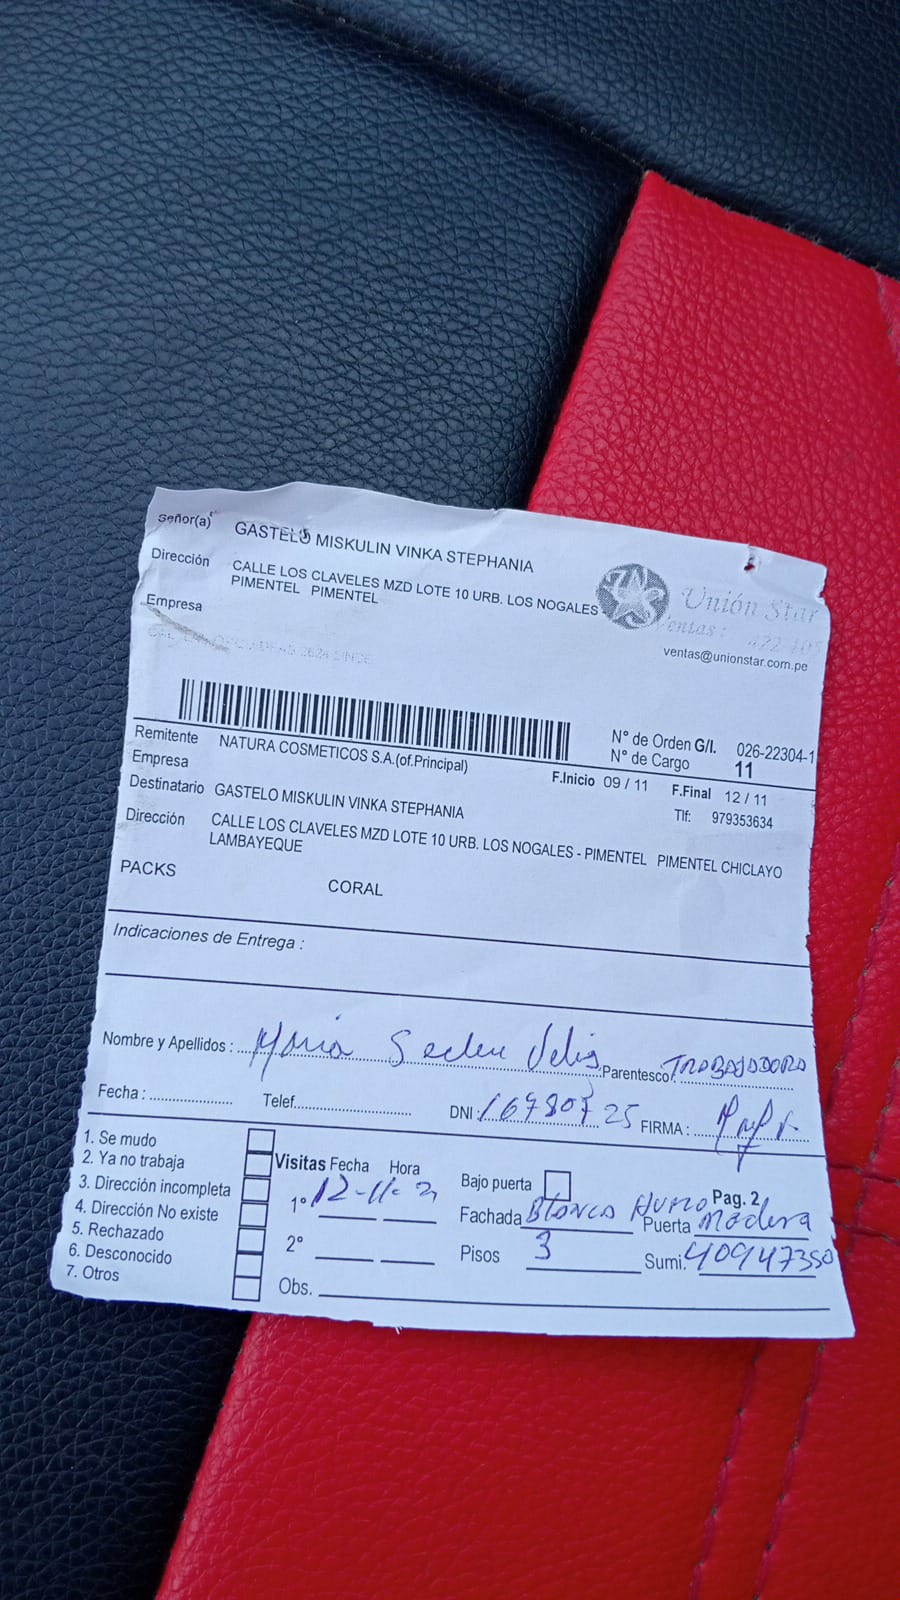 Señor(a) GASTELO MISKULIN VINKA STEPHANIA
Dirección CALLE LOS CLAVELES MZD LOTE 10 URB. LOS NOGALES
PIMENTEL PIMENTEL
Empresa
Unión Star
Ventas :
ventas@unionstar.com.pe
N° de Orden G/I. 026-22304-1
N° de Cargo 11
Remitente NATURA COSMETICOS S.A.(of.Principal)
Empresa
F.Inicio 09 / 11 F.Final 12 / 11
Destinatario GASTELO MISKULIN VINKA STEPHANIA
Tlf: 979353634
Dirección CALLE LOS CLAVELES MZD LOTE 10 URB. LOS NOGALES - PIMENTEL PIMENTEL CHICLAYO
LAMBAYEQUE
PACKS CORAL
Indicaciones de Entrega :
Nombre y Apellidos : Maria Parentesco: TRABAJADORA
Fecha : Telef. DNI : FIRMA :
1. Se mudo
2. Ya no trabaja
3. Dirección incompleta
4. Dirección No existe
5. Rechazado
6. Desconocido
7. Otros
Visitas Fecha Hora
1° 12-11-
2°
Obs.
Bajo puerta Pag. 2
Fachada Blanco Humo Puerta Madera
Pisos 3 Sumi: 40947350